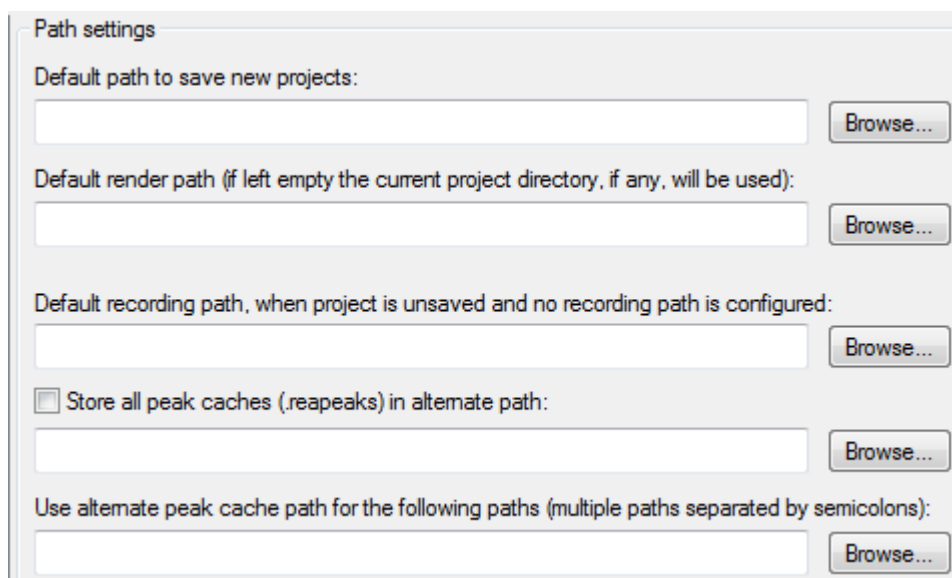 Path settings
Default path to save new projects:
Browse...
Default render path (if left empty the current project directory, if any, will be used):
Browse...
Default recording path, when project is unsaved and no recording path is configured:
Browse...
Store all peak caches (.reapeaks) in alternate path:
Browse...
Use alternate peak cache path for the following paths (multiple paths separated by semicolons):
Browse...